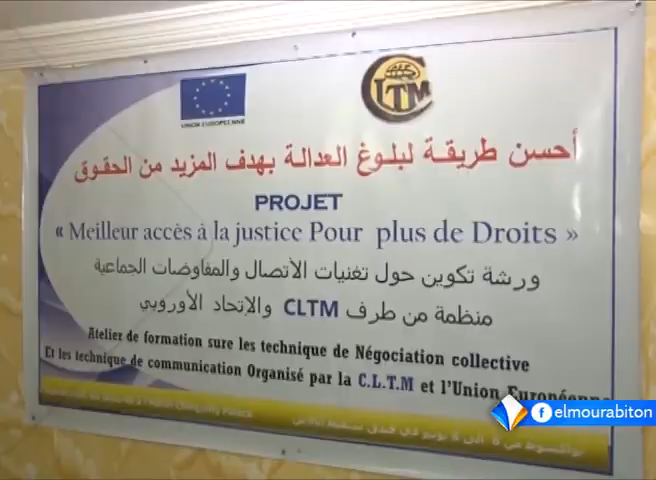 UNION EUROPEENNE
CLTM
أحسن طريقة لبلوغ العدالة بهدف المزيد من الحقوق
PROJET
« Meilleur accès à la justice Pour plus de Droits »
ورشة تكوين حول تغنيات الاتصال والمفاوضات الجماعية
منظمة من طرف CLTM والاتحاد الأوروبي
Atelier de formation sure les technique de Négociation collective
Et les technique de communication Organisé par la C.L.T.M et l'Union Européenne
elmourabiton